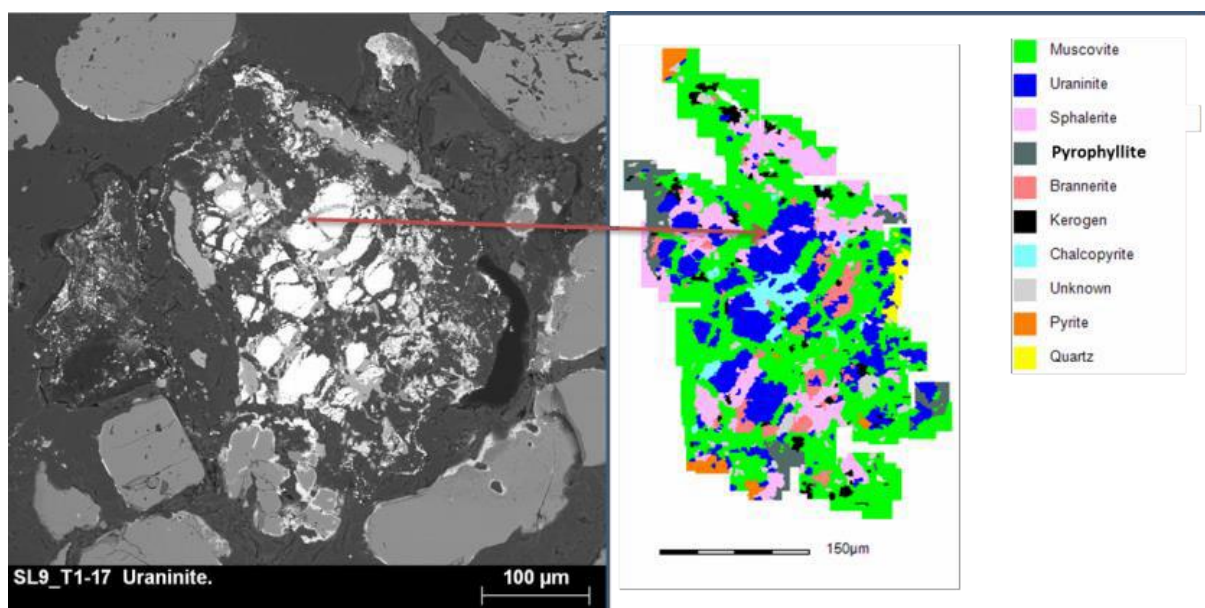 SL9_T1-17 Uraninite.
100 µm
150µm
Muscovite
Uraninite
Sphalerite
Pyrophyllite
Brannerite
Kerogen
Chalcopyrite
Unknown
Pyrite
Quartz